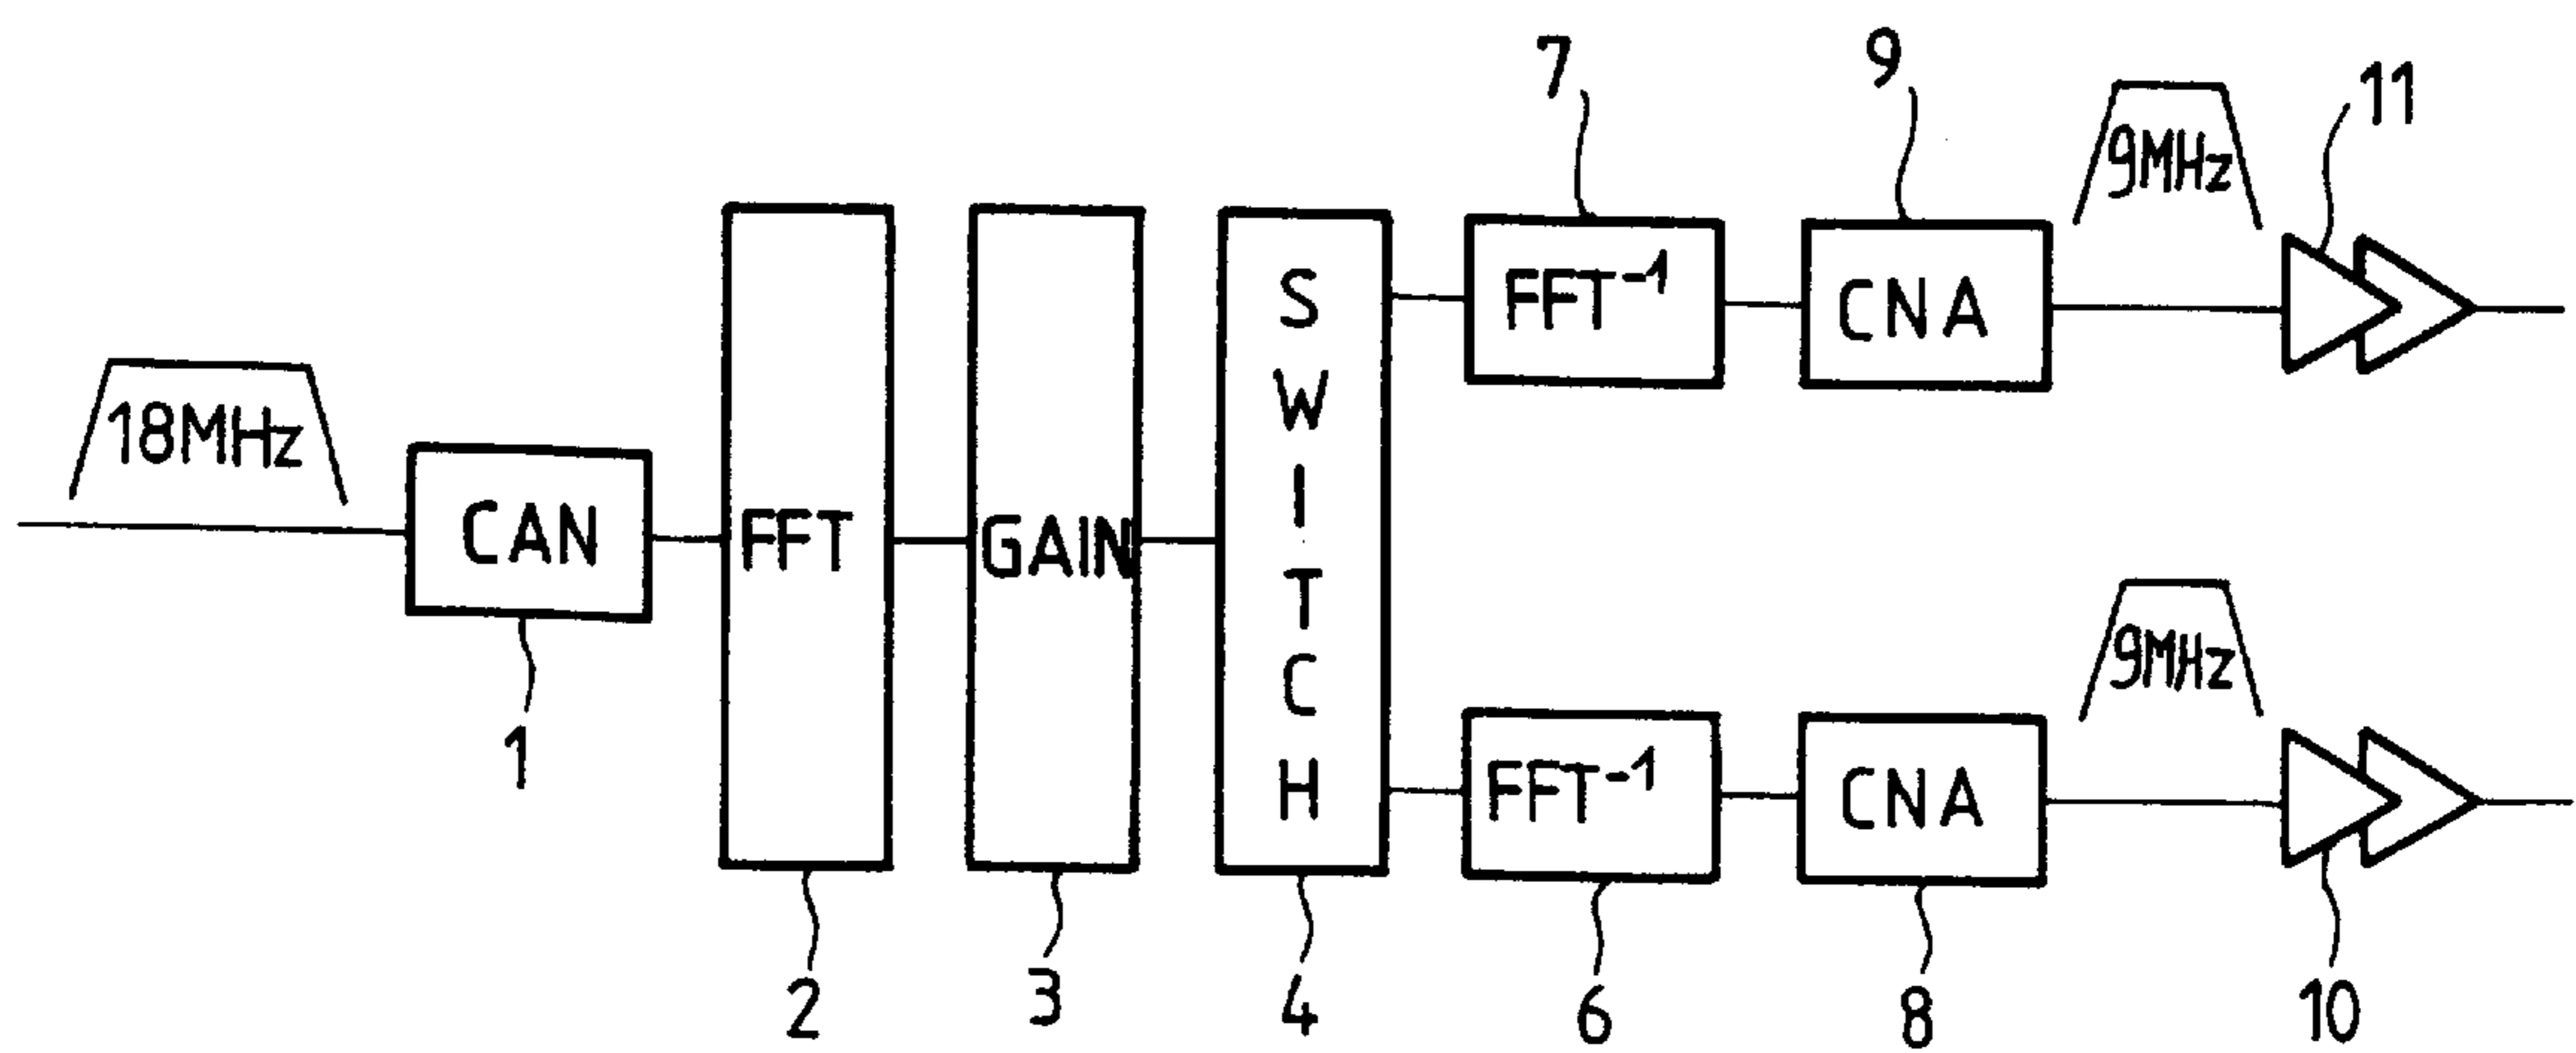 7
9
11
9MHz
FFT⁻¹
CNA
18MHz
CAN
FFT
GAIN
SWITCH
9MHz
FFT⁻¹
CNA
1
2
3
4
6
8
10